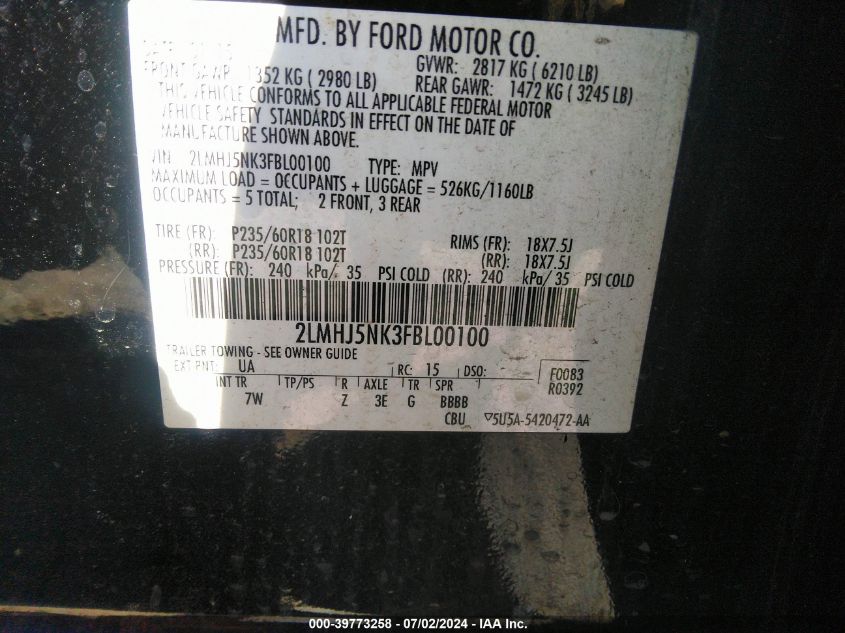 MFD. BY FORD MOTOR CO.
GVWR: 2817 KG ( 6210 LB)
FRONT GAWR: 1352 KG ( 2980 LB)
REAR GAWR: 1472 KG ( 3245 LB)
THIS VEHICLE CONFORMS TO ALL APPLICABLE FEDERAL MOTOR
VEHICLE SAFETY STANDARDS IN EFFECT ON THE DATE OF
MANUFACTURE SHOWN ABOVE.
VIN: 2LMHJ5NK3FBL00100 TYPE: MPV
MAXIMUM LOAD = OCCUPANTS + LUGGAGE = 526KG/1160LB
OCCUPANTS = 5 TOTAL; 2 FRONT, 3 REAR
TIRE (FR): P235/60R18 102T RIMS (FR): 18X7.5J
(RR): P235/60R18 102T (RR): 18X7.5J
PRESSURE (FR): 240 kPa/ 35 PSI COLD (RR): 240 kPa/ 35 PSI COLD
2LMHJ5NK3FBL00100
TRAILER TOWING - SEE OWNER GUIDE
EXT PNT: UA RC: 15 DSO: F0083
R0392
INT TR TP/PS R AXLE TR SPR
7W Z 3E G BBBB
CBU ▽5U5A-5420472-AA
000-39773258 - 07/02/2024 - IAA Inc.